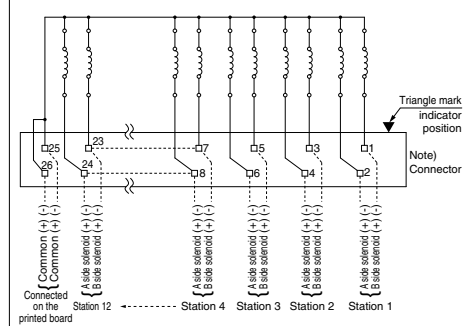 Triangle mark
indicator
position
25
23
7
5
3
1
Note)
Connector
26
24
8
6
4
2
Common (+) (-)
Common (+) (-)
A side solenoid (+) (-)
B side solenoid (+) (-)
A side solenoid (+) (-)
B side solenoid (+) (-)
A side solenoid (+) (-)
B side solenoid (+) (-)
A side solenoid (+) (-)
B side solenoid (+) (-)
A side solenoid (+) (-)
B side solenoid (+) (-)
Connected
on the
printed board
Station 12
Station 4
Station 3
Station 2
Station 1